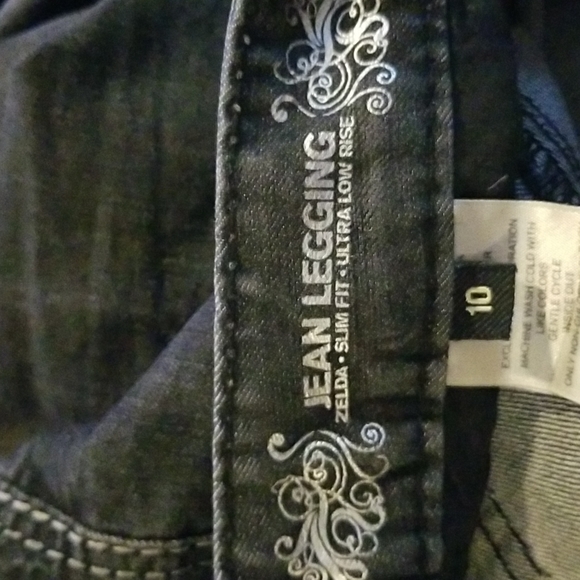 JEAN LEGGING
ZELDA • SLIM FIT • ULTRA LOW RISE
10
MACHINE WASH COLD WITH
LIKE COLORS
GENTLE CYCLE
INSIDE OUT